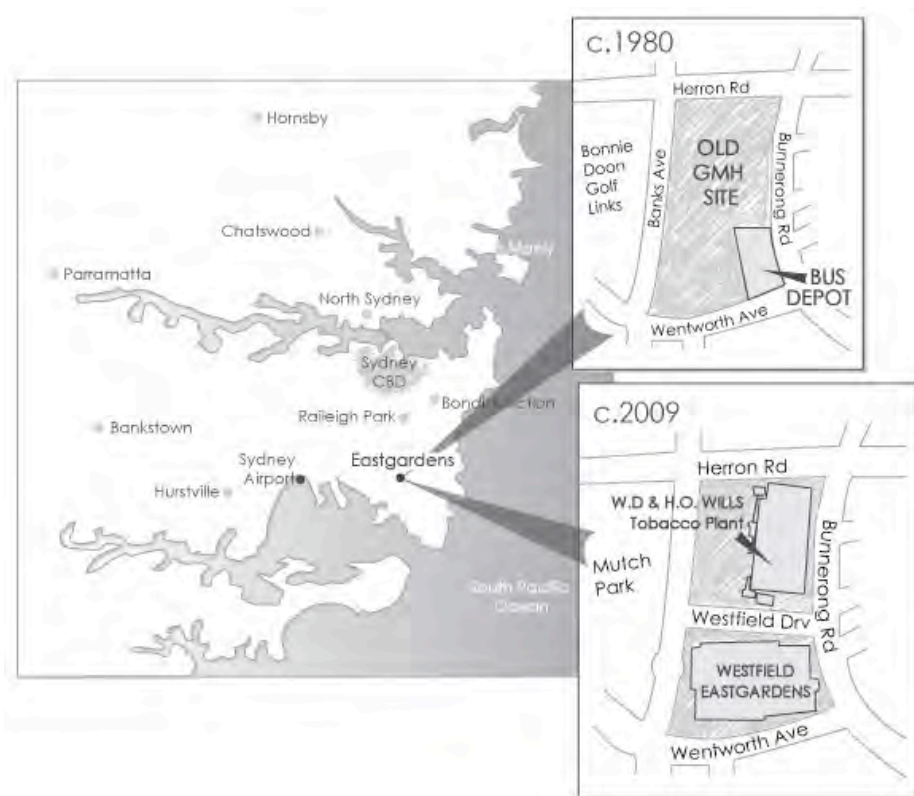 c.1980
Herron Rd
Bonnie
Doon
Golf
Links
Banks Ave
OLD
GMH
SITE
Bunnerong Rd
BUS
DEPOT
Wentworth Ave
Hornsby
Chatswood
Manly
Parramatta
North Sydney
Sydney
CBD
Bondi Junction
Raileigh Park
Bankstown
Eastgardens
Sydney
Airport
Hurstville
South Pacific
Ocean
c.2009
Herron Rd
W.D & H.O. WILLS
Tobacco Plant
Bunnerong Rd
Mutch
Park
Westfield Drv
WESTFIELD
EASTGARDENS
Wentworth Ave